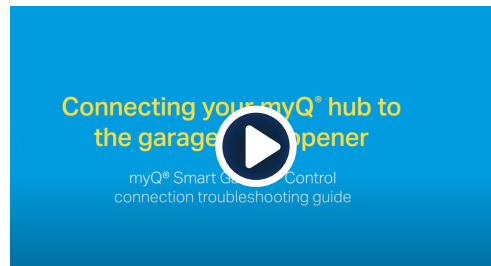 Connecting your myQ® hub to
the garage opener
myQ® Smart Control
connection troubleshooting guide